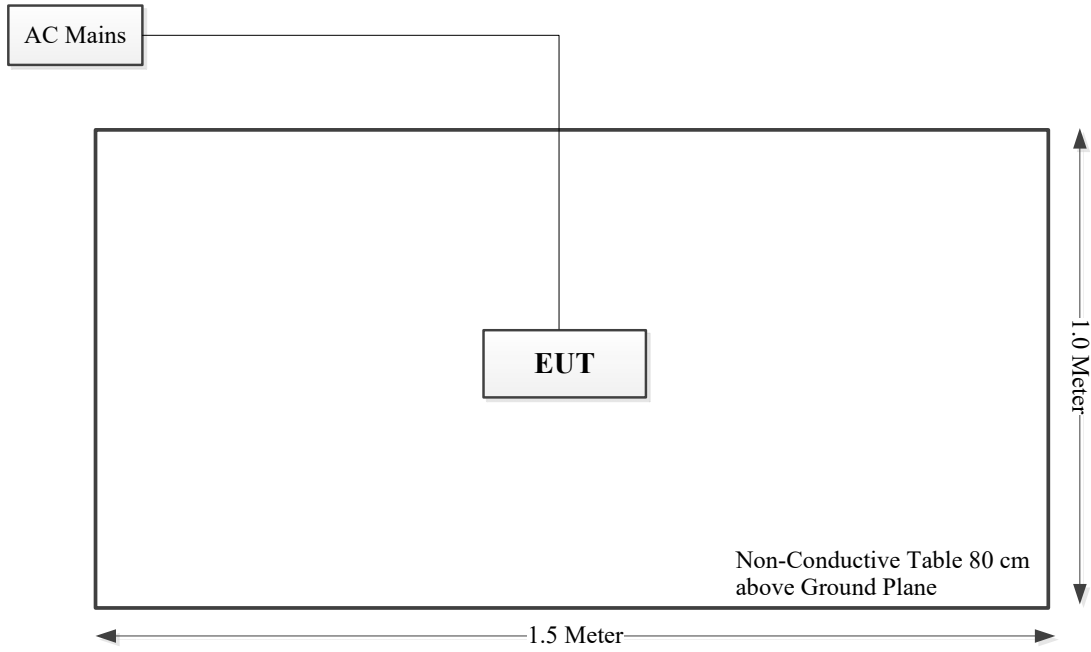 AC Mains
EUT
1.0 Meter
Non-Conductive Table 80 cm
above Ground Plane
1.5 Meter